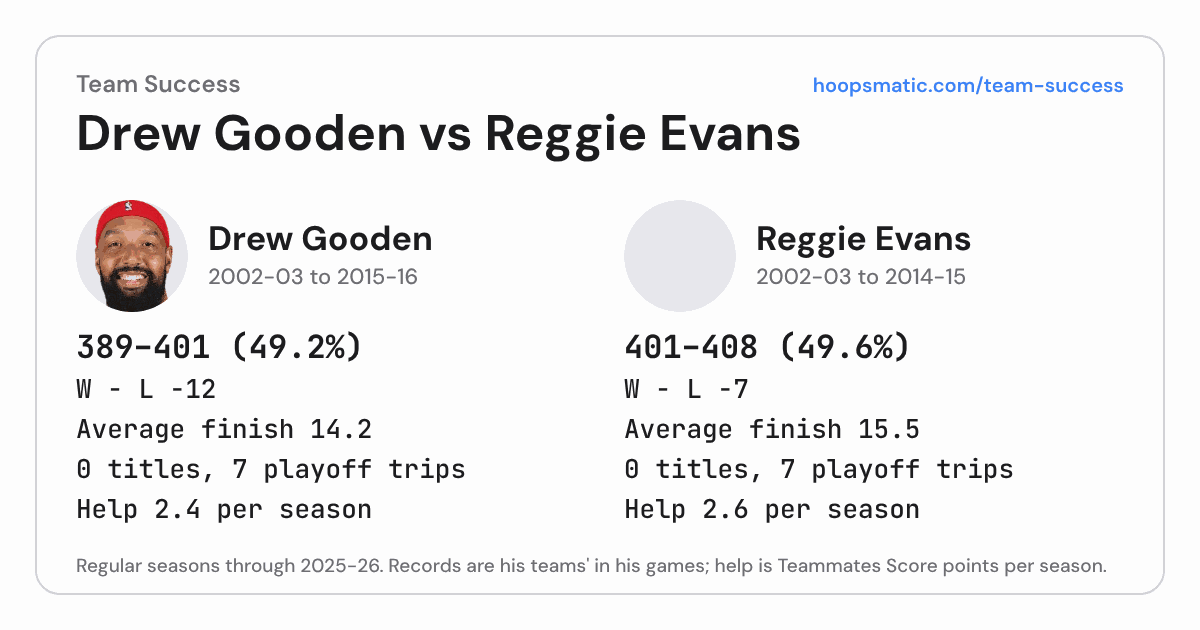 Team Success
hoopsmatic.com/team-success
Drew Gooden vs Reggie Evans
Drew Gooden
2002-03 to 2015-16
389-401 (49.2%)
W - L -12
Average finish 14.2
0 titles, 7 playoff trips
Help 2.4 per season
Reggie Evans
2002-03 to 2014-15
401-408 (49.6%)
W - L -7
Average finish 15.5
0 titles, 7 playoff trips
Help 2.6 per season
Regular seasons through 2025-26. Records are his teams' in his games; help is Teammates Score points per season.